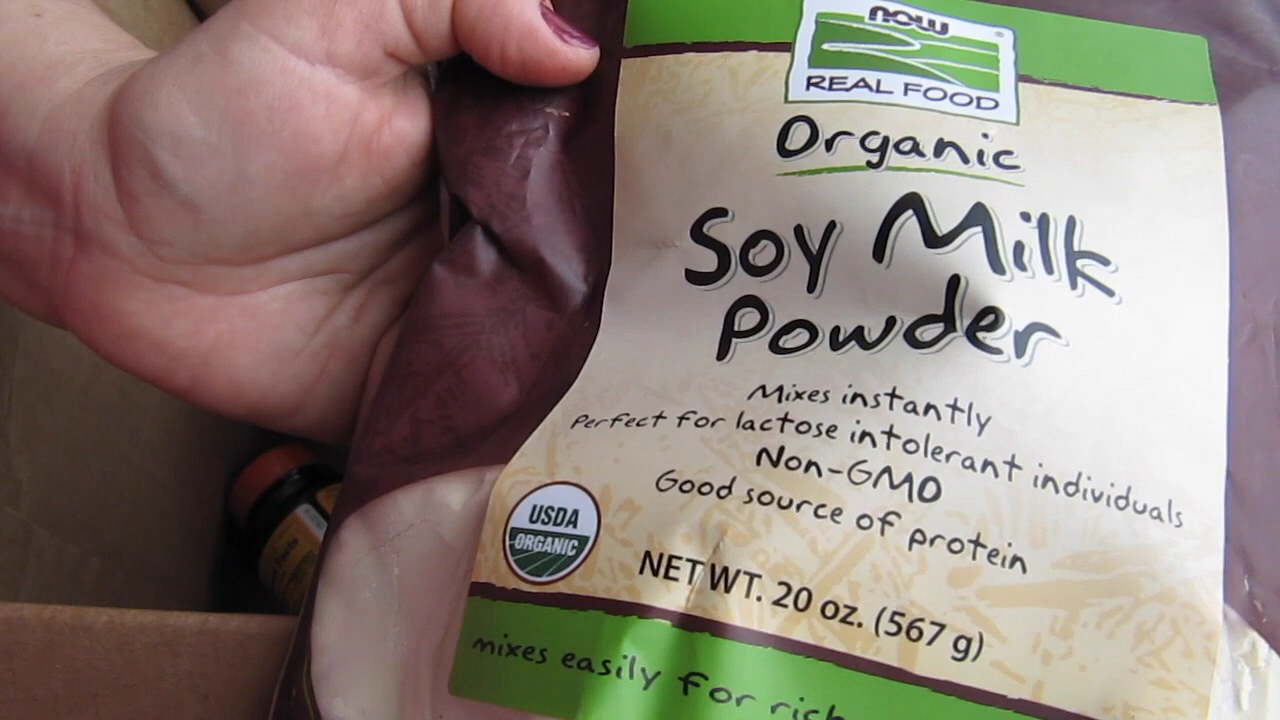 now
®
REAL FOOD
Organic
Soy Milk
Powder
Mixes instantly
Perfect for lactose intolerant individuals
Non-GMO
Good source of protein
USDA
ORGANIC
NET WT. 20 oz. (567 g)
mixes easily for rich